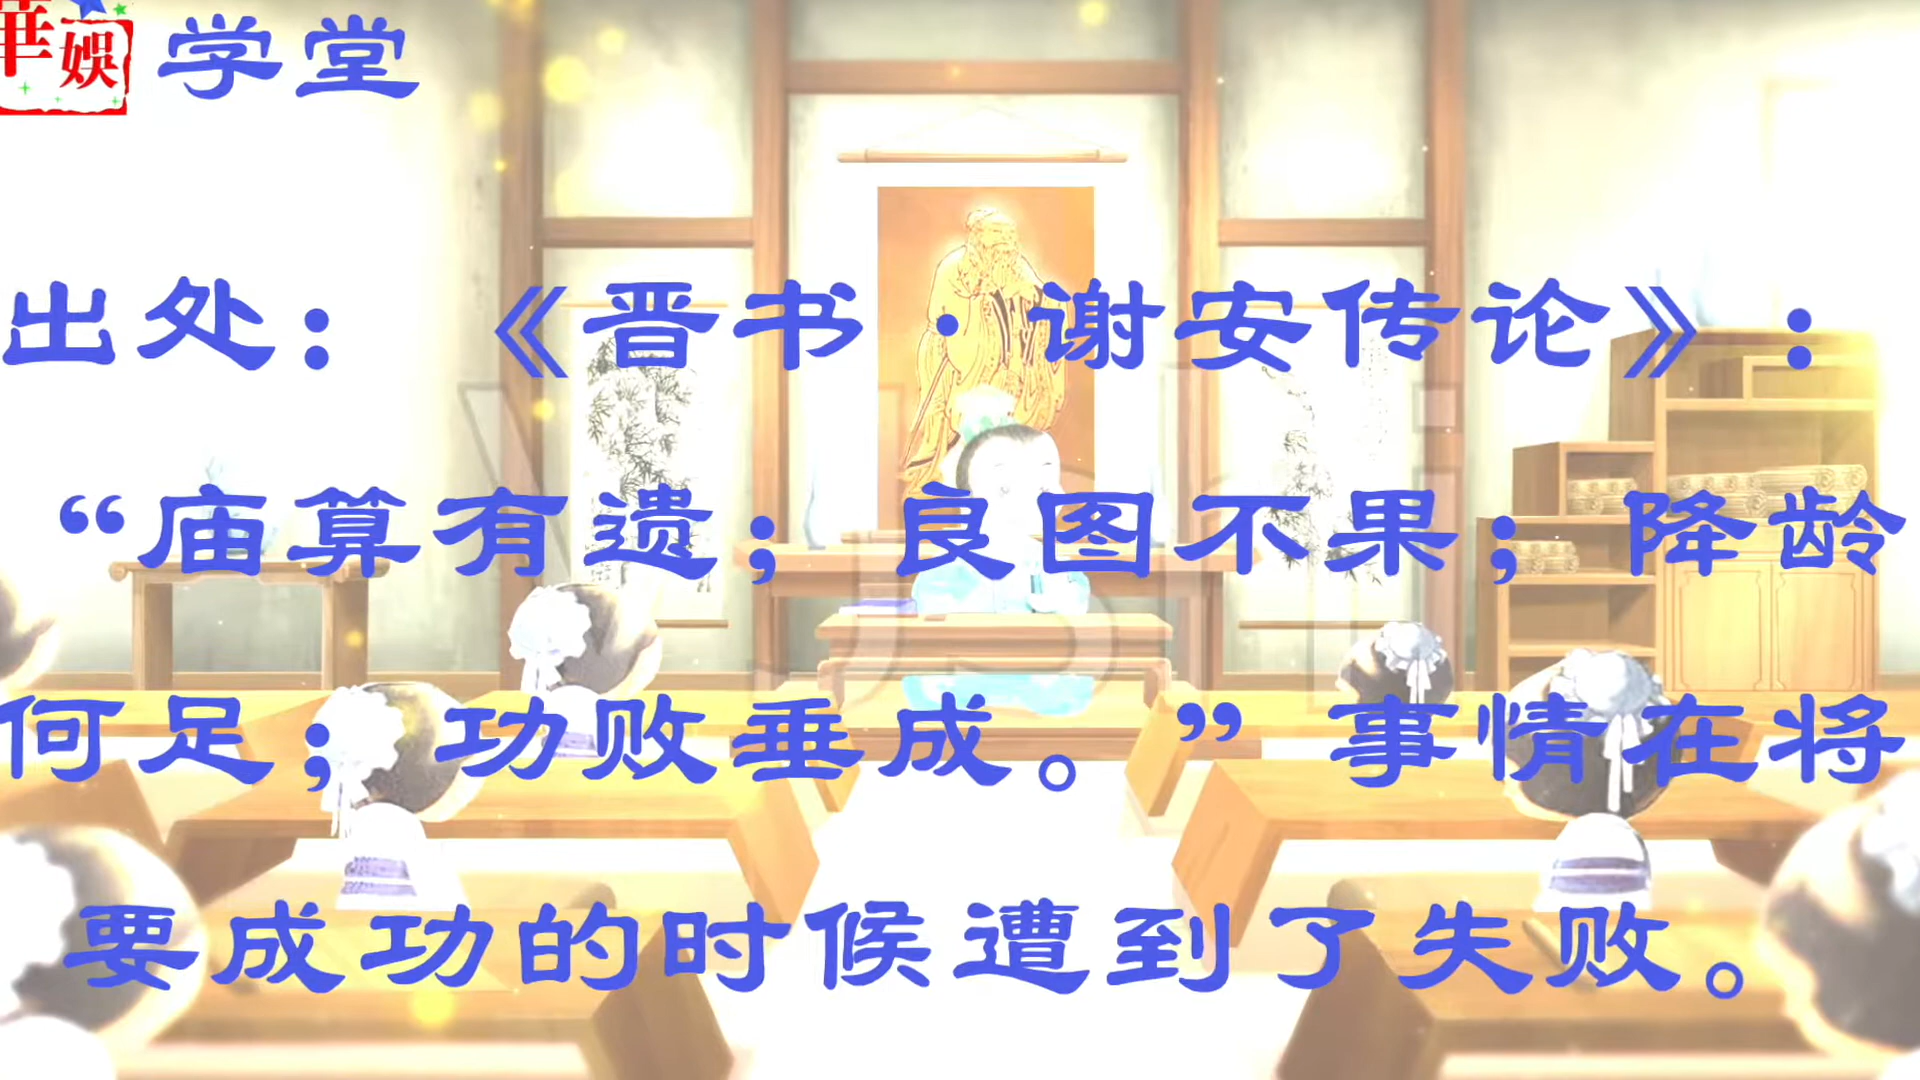 華娱 学堂
出处：《晋书·谢安传论》：
“庙算有遗；良图不果；降龄
何足；功败垂成。”事情在将
要成功的时候遭到了失败。